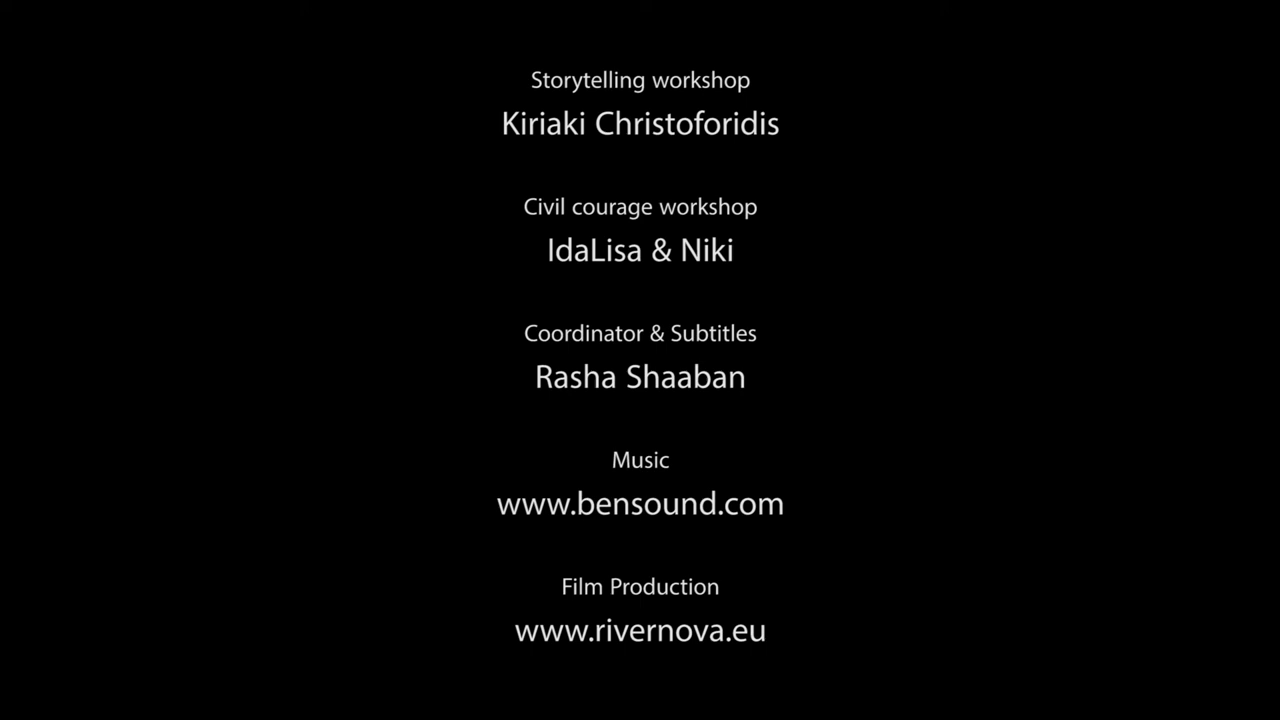 Storytelling workshop
Kiriaki Christoforidis
Civil courage workshop
IdaLisa & Niki
Coordinator & Subtitles
Rasha Shaaban
Music
www.bensound.com
Film Production
www.rivernova.eu